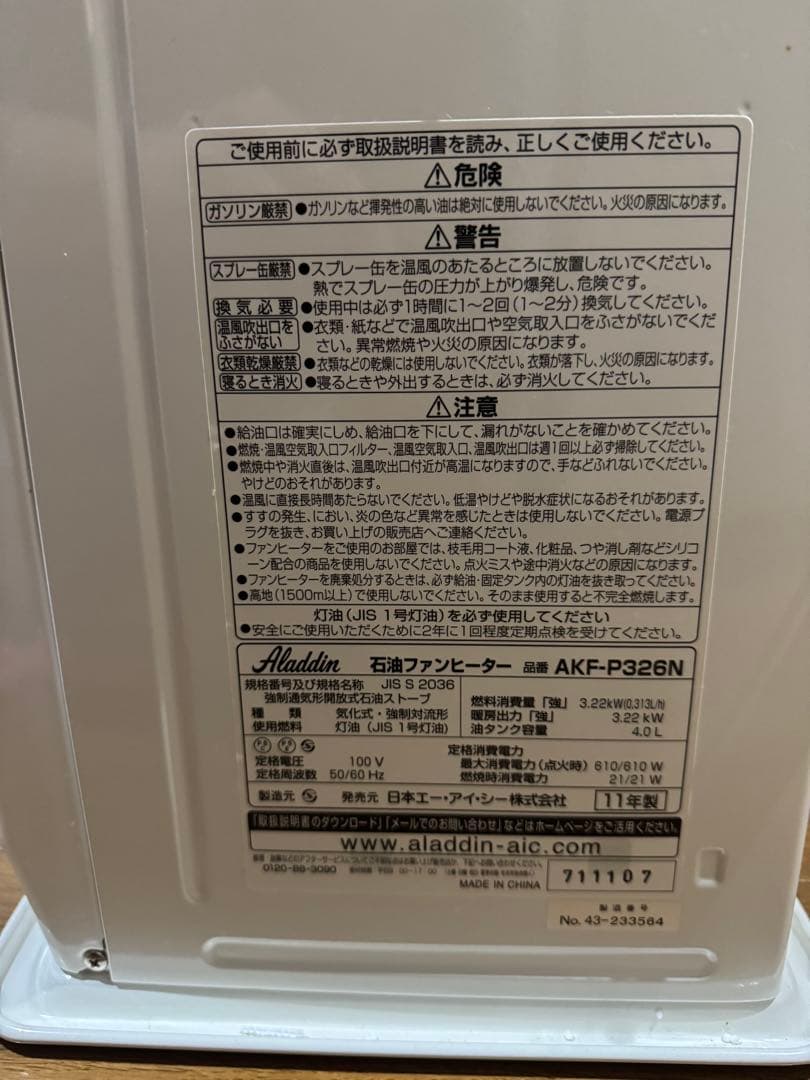 ご使用前に必ず取扱説明書を読み、正しくご使用ください。
⚠危険
ガソリン厳禁 ●ガソリンなど揮発性の高い油は絶対に使用しないでください。火災の原因になります。
⚠警告
スプレー缶厳禁 ●スプレー缶を温風のあたるところに放置しないでください。
熱でスプレー缶の圧力が上がり爆発し、危険です。
換気必要 ●使用中は必ず1時間に1〜2回(1〜2分)換気してください。
温風吹出口をふさがない ●衣類・紙などで温風吹出口や空気取入口をふさがないでくだ
さい。異常燃焼や火災の原因になります。
衣類乾燥厳禁 ●衣類などの乾燥には使用しないでください。衣類が落下し、火災の原因になります。
寝るとき消火 ●寝るときや外出するときは、必ず消火してください。
⚠注意
●給油口は確実にしめ、給油口を下にして、漏れがないことを確かめてください。
●燃焼・温風空気取入口フィルター、温風空気取入口、温風吹出口は週1回以上必ず掃除してください。
●燃焼中や消火直後は、温風吹出口付近が高温になりますので、手などふれないでください。
やけどのおそれがあります。
●温風に直接長時間あたらないでください。低温やけどや脱水症状になるおそれがあります。
●すすの発生、におい、炎の色など異常を感じたときは使用しないでください。電源プ
ラグを抜き、お買い上げの販売店へご連絡ください。
●ファンヒーターをご使用のお部屋では、枝毛用コート液、化粧品、つや消し剤などシリコ
ーン配合の商品を使用しないでください。点火ミスや途中消火などの原因になります。
●ファンヒーターを廃棄処分するときは、必ず給油・固定タンク内の灯油を抜き取ってください。
●高地(1500m以上)で使用しないでください。そのまま使用すると不完全燃焼します。
灯油(JIS 1号灯油)を必ず使用してください
●安全にご使用いただくために2年に1回程度定期点検を受けてください。
Aladdin 石油ファンヒーター 品番 AKF-P326N
規格番号及び規格名称 JIS S 2036
強制通気形開放式石油ストーブ
種類 気化式・強制対流形
使用燃料 灯油(JIS 1号灯油)
燃料消費量「強」 3.22kW(0.313L/h)
暖房出力「強」 3.22 kW
油タンク容量 4.0 L
定格電圧 100 V
定格周波数 50/60 Hz
定格消費電力
最大消費電力(点火時) 610/610 W
燃焼時消費電力 21/21 W
製造元 発売元 日本エー・アイ・シー株式会社 11年製
「取扱説明書のダウンロード」「メールでのお問い合わせ」などはホームページをご活用ください。
www.aladdin-aic.com
0120-88-3090
MADE IN CHINA
711107
製造番号
No. 43-233564